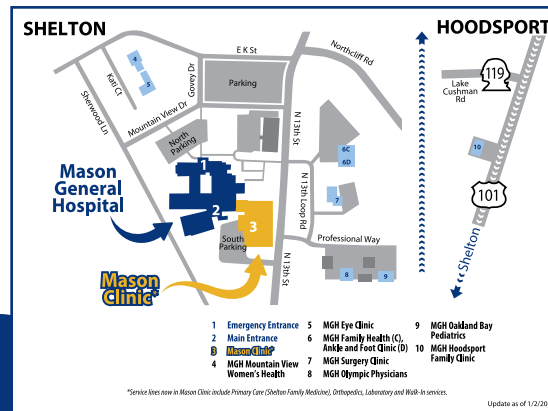 SHELTON
HOODSPORT
E K St
Northcliff Rd
Kati Ct
Govey Dr
Parking
Sherwood Ln
Mountain View Dr
North
Parking
N 13th St
Lake
Cushman
Rd
119
4
5
6C
6D
10
1
7
101
Mason
General
Hospital
N 13th Loop Rd
2
3
South
Parking
Professional Way
8
9
Shelton
Mason
Clinic*
N 13th St
1 Emergency Entrance
2 Main Entrance
3 Mason Clinic*
4 MGH Mountain View
Women's Health
5 MGH Eye Clinic
6 MGH Family Health (C),
Ankle and Foot Clinic (D)
7 MGH Surgery Clinic
8 MGH Olympic Physicians
9 MGH Oakland Bay
Pediatrics
10 MGH Hoodsport
Family Clinic
*Service lines now in Mason Clinic include Primary Care (Shelton Family Medicine), Orthopedics, Laboratory and Walk-In services.
Update as of 1/2/20